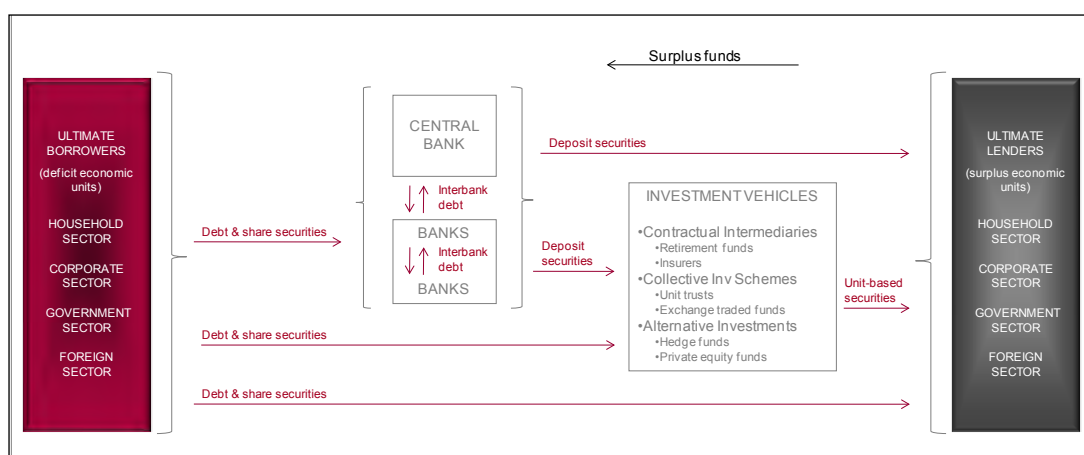 Surplus funds
ULTIMATE
BORROWERS
(deficit economic
units)
HOUSEHOLD
SECTOR
CORPORATE
SECTOR
GOVERNMENT
SECTOR
FOREIGN
SECTOR
Debt & share securities
Debt & share securities
Debt & share securities
CENTRAL
BANK
Interbank
debt
BANKS
Interbank
debt
BANKS
Deposit securities
Deposit
securities
INVESTMENT VEHICLES
•Contractual Intermediaries
•Retirement funds
•Insurers
•Collective Inv Schemes
•Unit trusts
•Exchange traded funds
•Alternative Investments
•Hedge funds
•Private equity funds
Unit-based
securities
ULTIMATE
LENDERS
(surplus economic
units)
HOUSEHOLD
SECTOR
CORPORATE
SECTOR
GOVERNMENT
SECTOR
FOREIGN
SECTOR